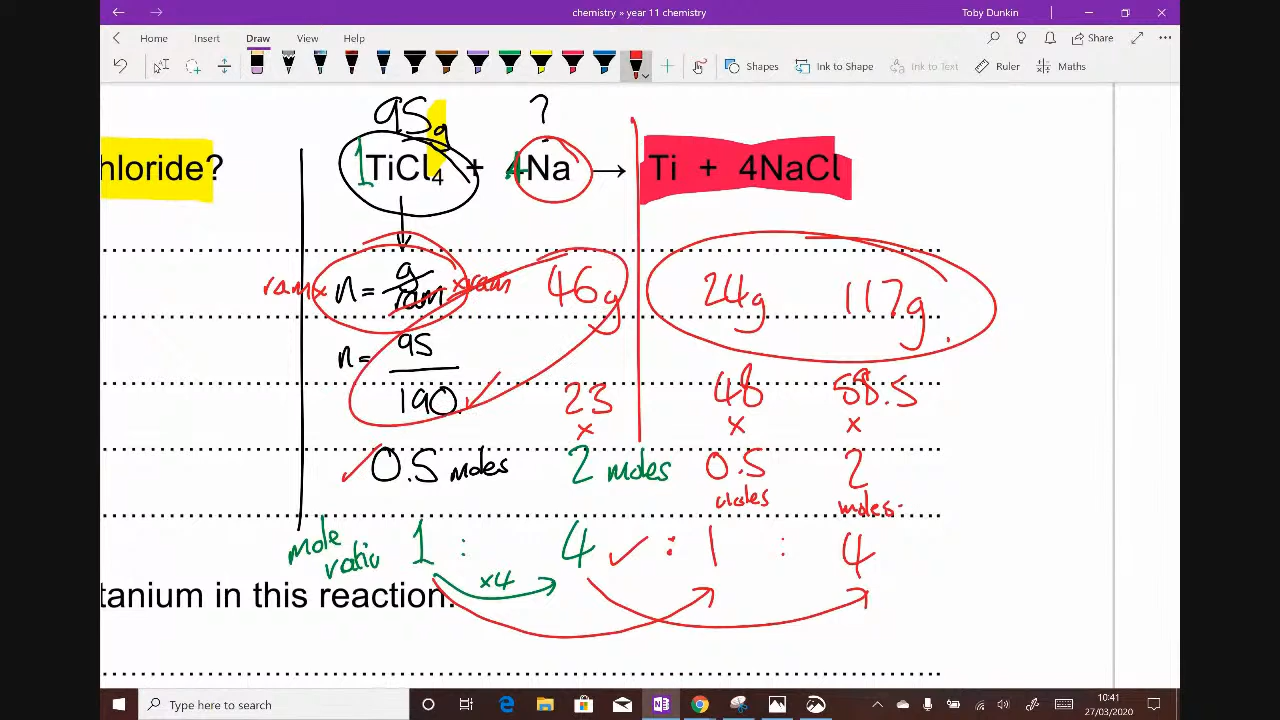 chemistry » year 11 chemistry
Toby Dunkin
Home Insert Draw View Help
Share
Shapes Ink to Shape Ink to Text Ruler Maths
95g ?
hloride? 1TiCl4 + 4Na → Ti + 4NaCl
ram x n = g/ram x ram 46g 24g 117g.
n = 95/190
23 48 58.5
x x x
✓ 0.5 moles 2 moles 0.5 moles 2 moles.
mole ratio 1 : 4 ✓ : 1 : 4
x4
tanium in this reaction.
Type here to search
10:41
27/03/2020